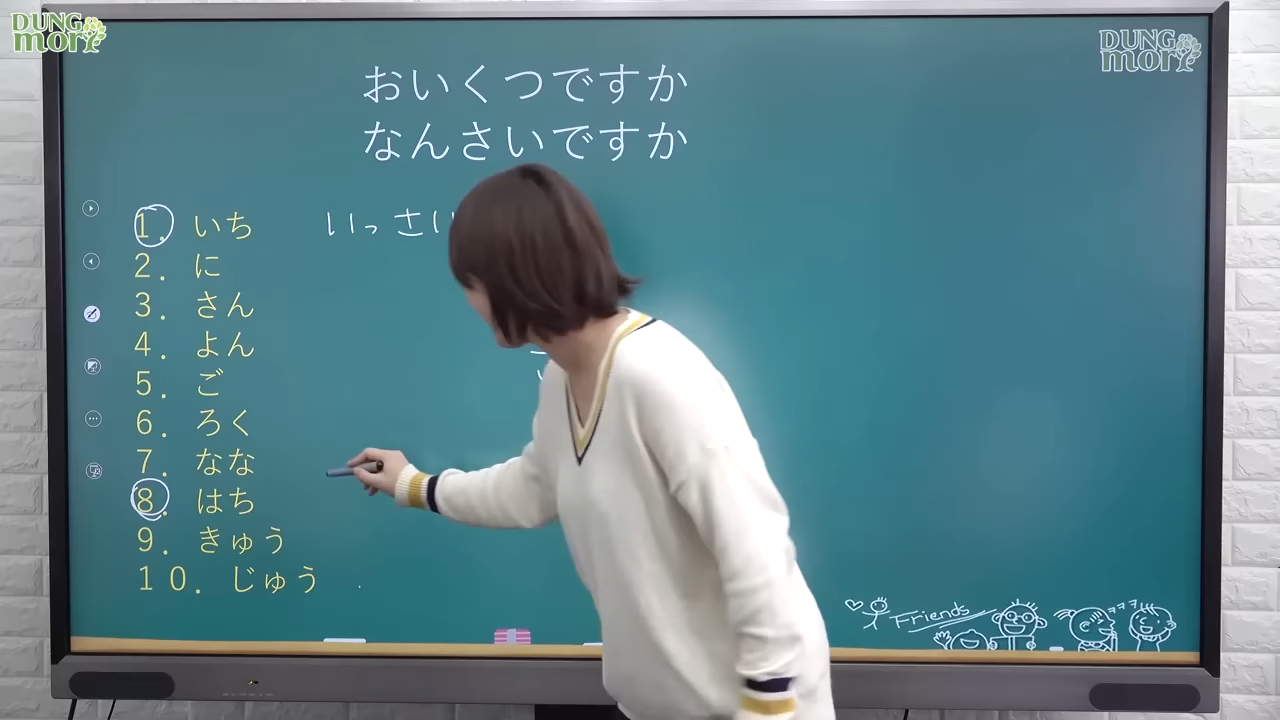 DUNG
mori
DUNG
mori
おいくつですか
なんさいですか
1. いち いっさい
2. に
3. さん
4. よん
5. ご
6. ろく
7. なな
8. はち
9. きゅう
10. じゅう
Friends